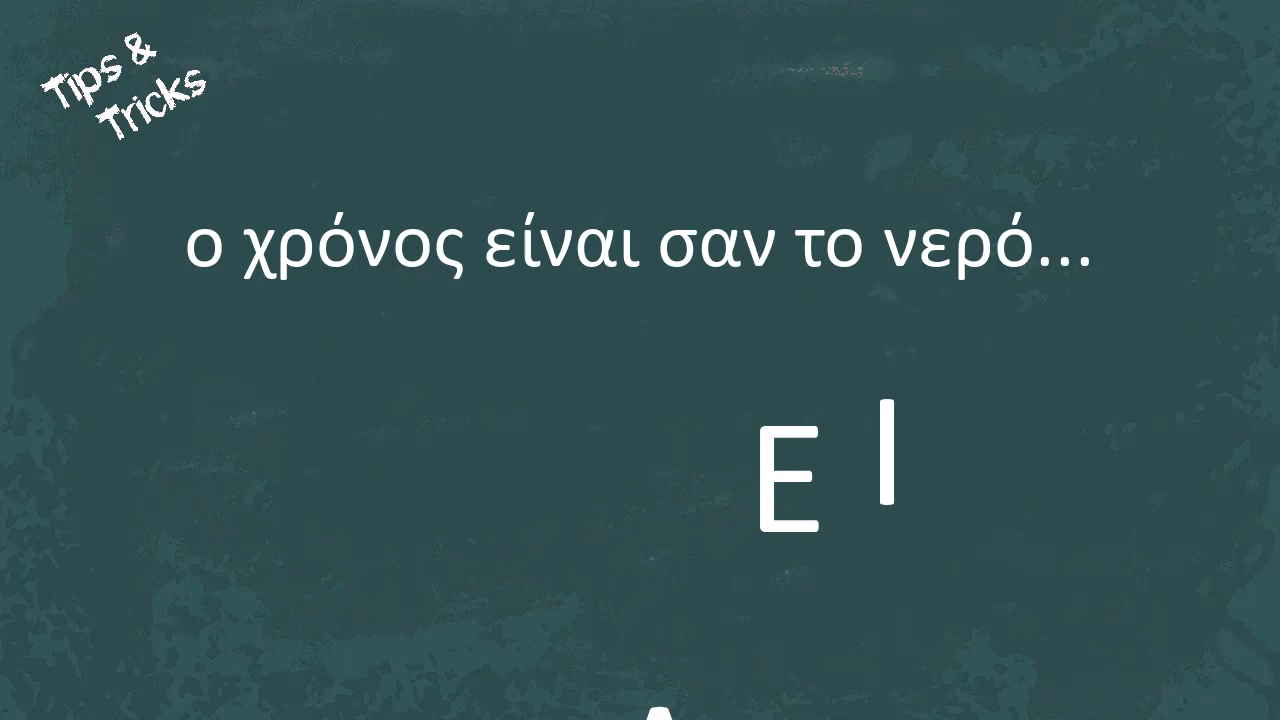 Tips &
Tricks
ο χρόνος είναι σαν το νερό...
Ε Ι